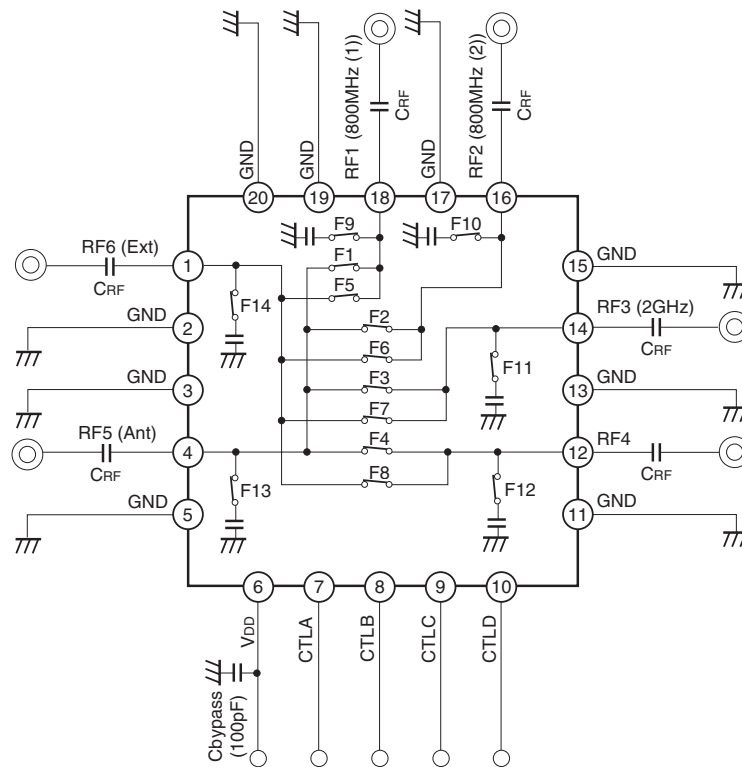 GND
GND
RF1 (800MHz (1))
CRF
GND
RF2 (800MHz (2))
CRF
20
19
18
17
16
F9
F10
RF6 (Ext)
CRF
1
F1
F5
F14
15
GND
GND
2
F2
F6
14
RF3 (2GHz)
CRF
GND
3
F3
F7
F11
13
GND
RF5 (Ant)
CRF
4
F4
F8
F13
F12
12
RF4
CRF
GND
5
11
GND
6
7
8
9
10
VDD
CTLA
CTLB
CTLC
CTLD
Cbypass
(100pF)